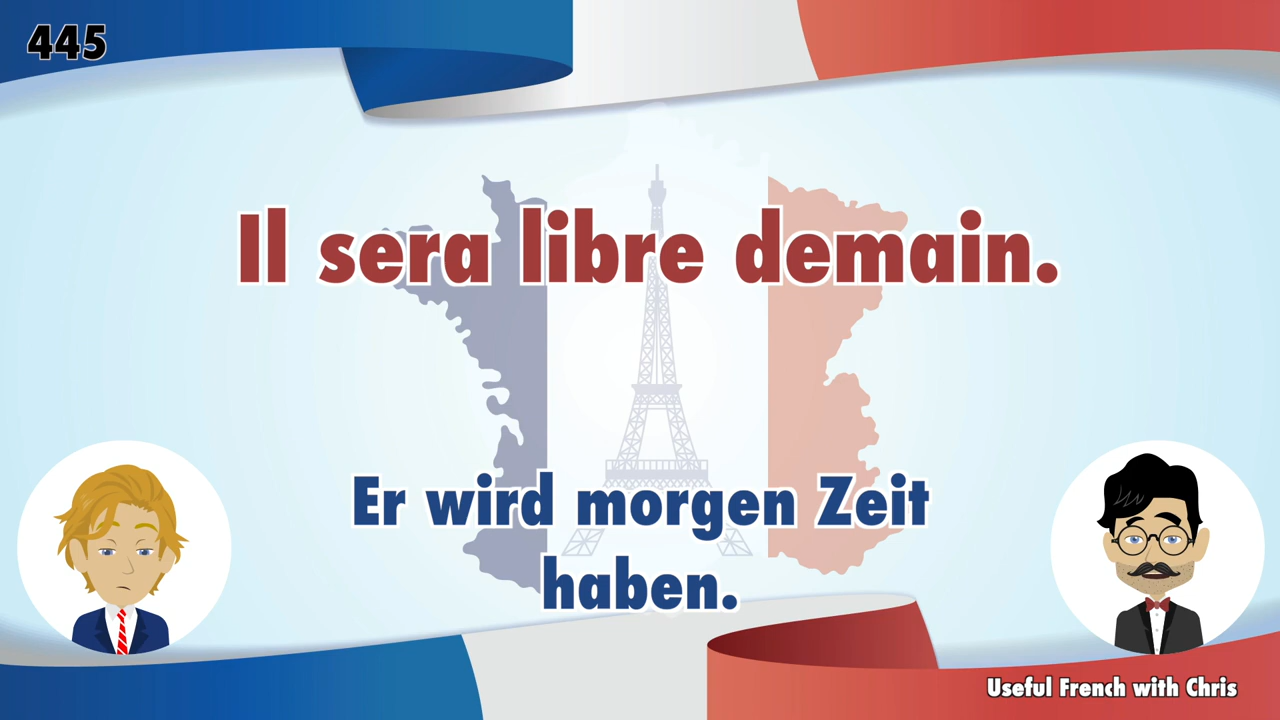 445
Il sera libre demain.
Er wird morgen Zeit
haben.
Useful French with Chris